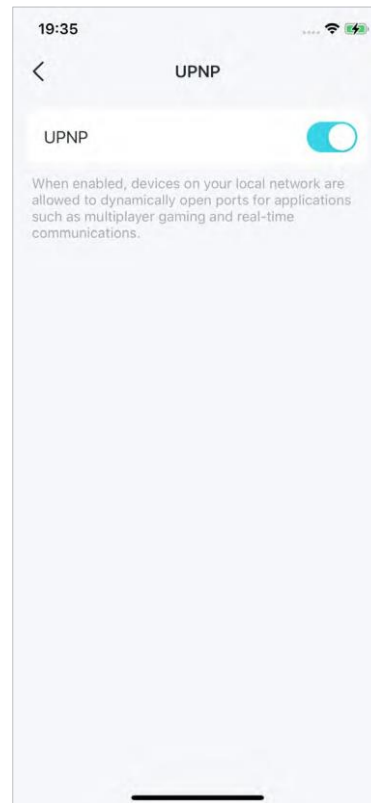 19:35
UPNP
UPNP
When enabled, devices on your local network are
allowed to dynamically open ports for applications
such as multiplayer gaming and real-time
communications.